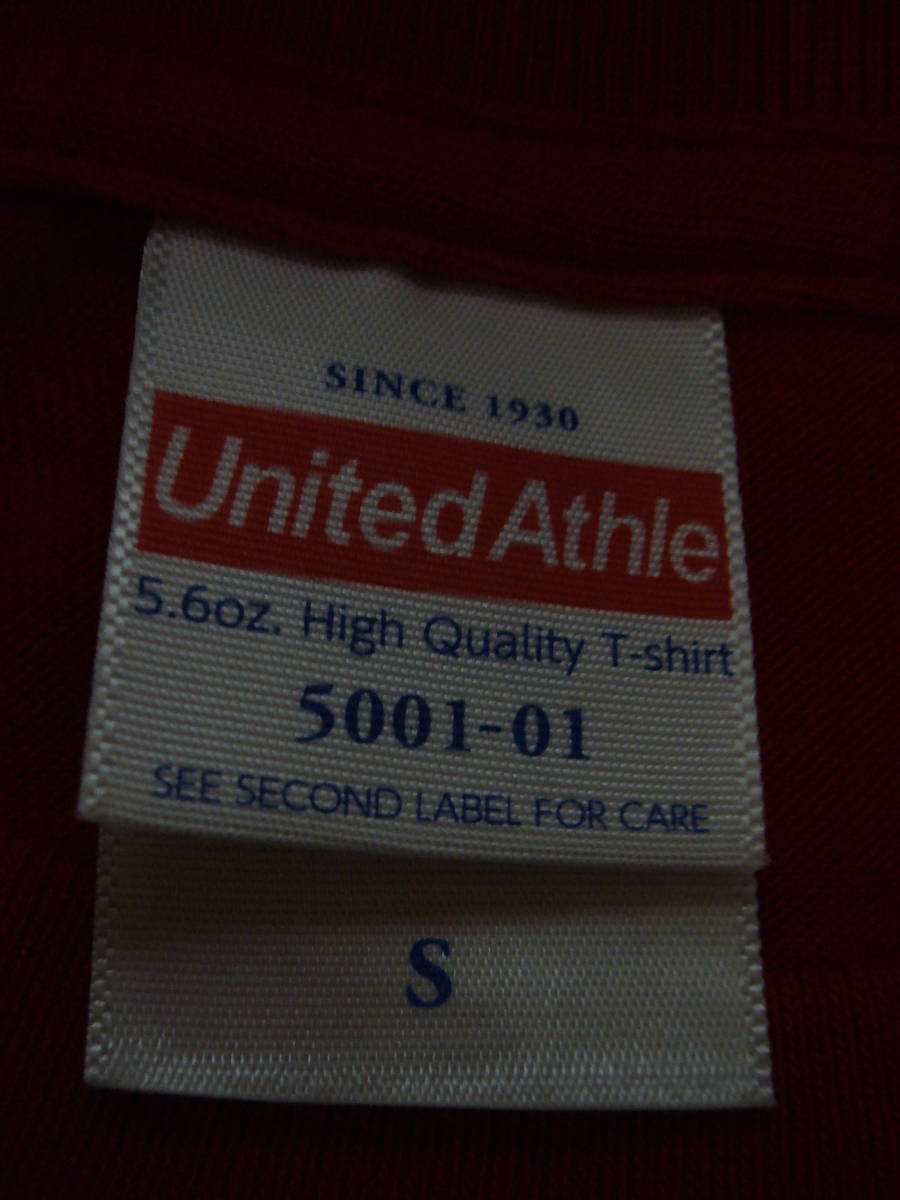 SINCE 1930
United Athle
5.6oz. High Quality T-shirt
5001-01
SEE SECOND LABEL FOR CARE
S